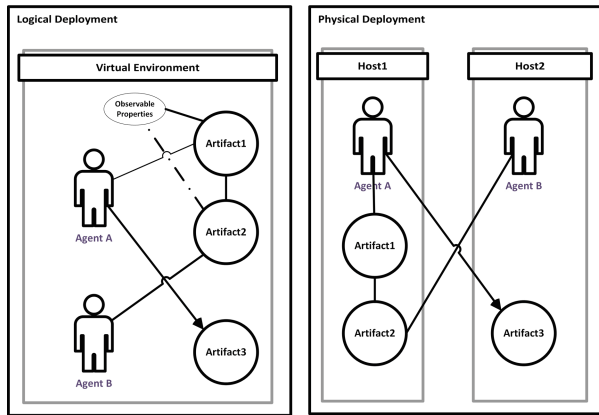 Logical Deployment
Virtual Environment
Observable
Properties
Artifact1
Agent A
Artifact2
Agent B
Artifact3
Physical Deployment
Host1
Host2
Agent A
Agent B
Artifact1
Artifact2
Artifact3